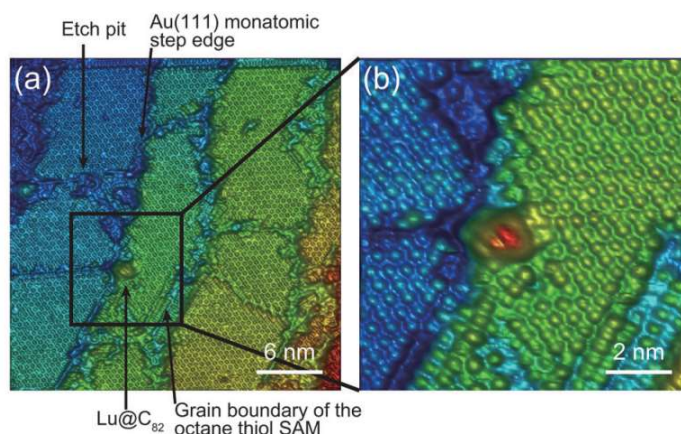 Etch pit
Au(111) monatomic
step edge
(a)
(b)
6 nm
2 nm
Lu@C₈₂
Grain boundary of the
octane thiol SAM